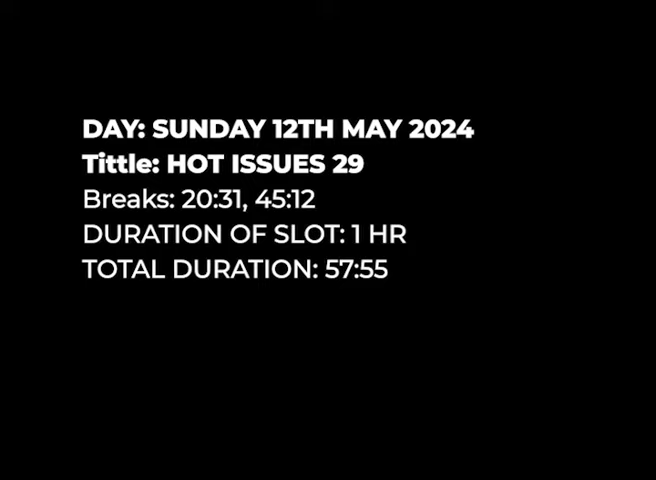 DAY: SUNDAY 12TH MAY 2024
Tittle: HOT ISSUES 29
Breaks: 20:31, 45:12
DURATION OF SLOT: 1 HR
TOTAL DURATION: 57:55